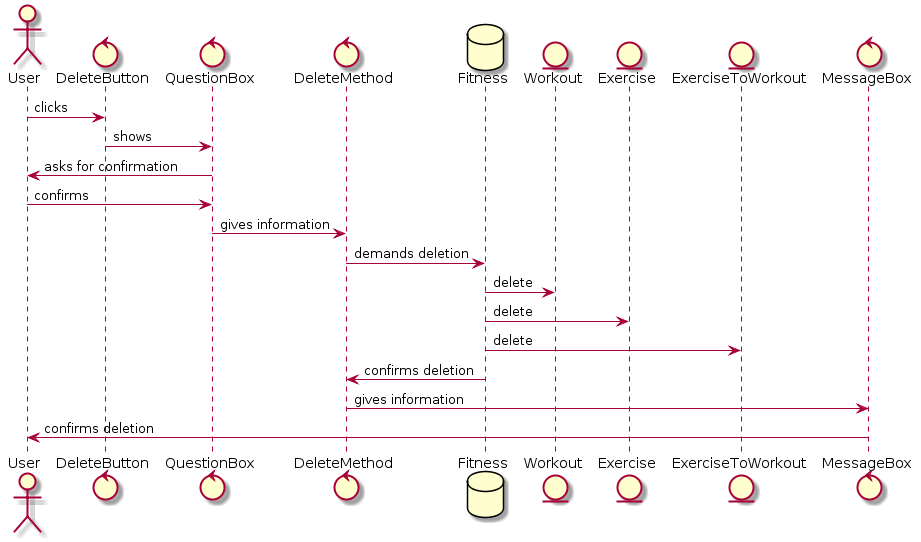 User DeleteButton QuestionBox DeleteMethod Fitness Workout Exercise ExerciseToWorkout MessageBox
clicks
shows
asks for confirmation
confirms
gives information
demands deletion
delete
delete
delete
confirms deletion
gives information
confirms deletion
User DeleteButton QuestionBox DeleteMethod Fitness Workout Exercise ExerciseToWorkout MessageBox